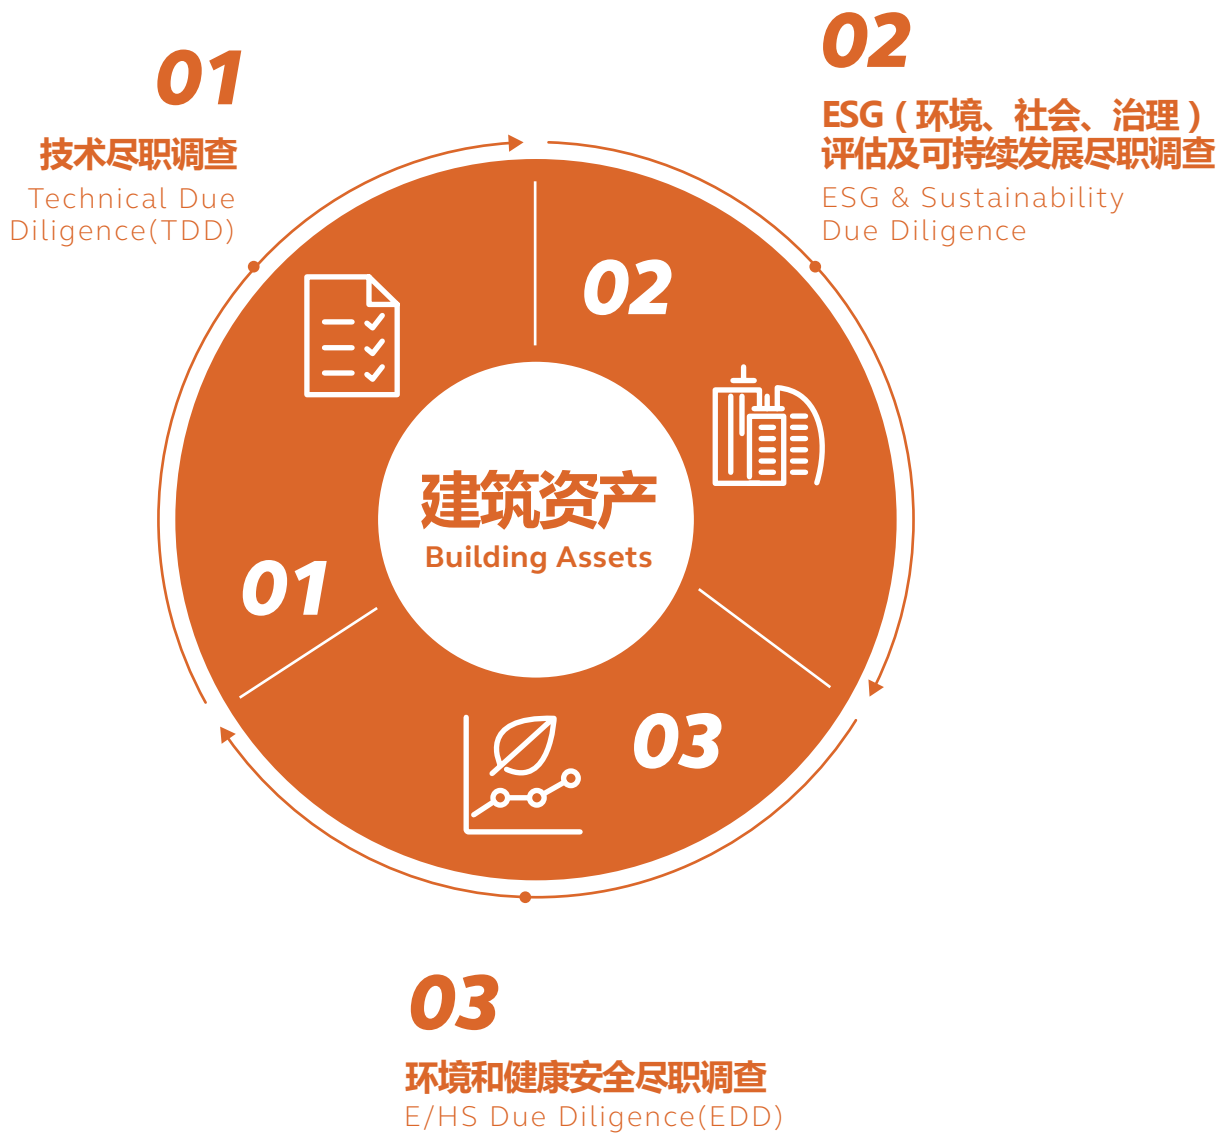 01
技术尽职调查
Technical Due
Diligence(TDD)
02
ESG（环境、社会、治理）
评估及可持续发展尽职调查
ESG & Sustainability
Due Diligence
02
建筑资产
Building Assets
01
03
03
环境和健康安全尽职调查
E/HS Due Diligence(EDD)